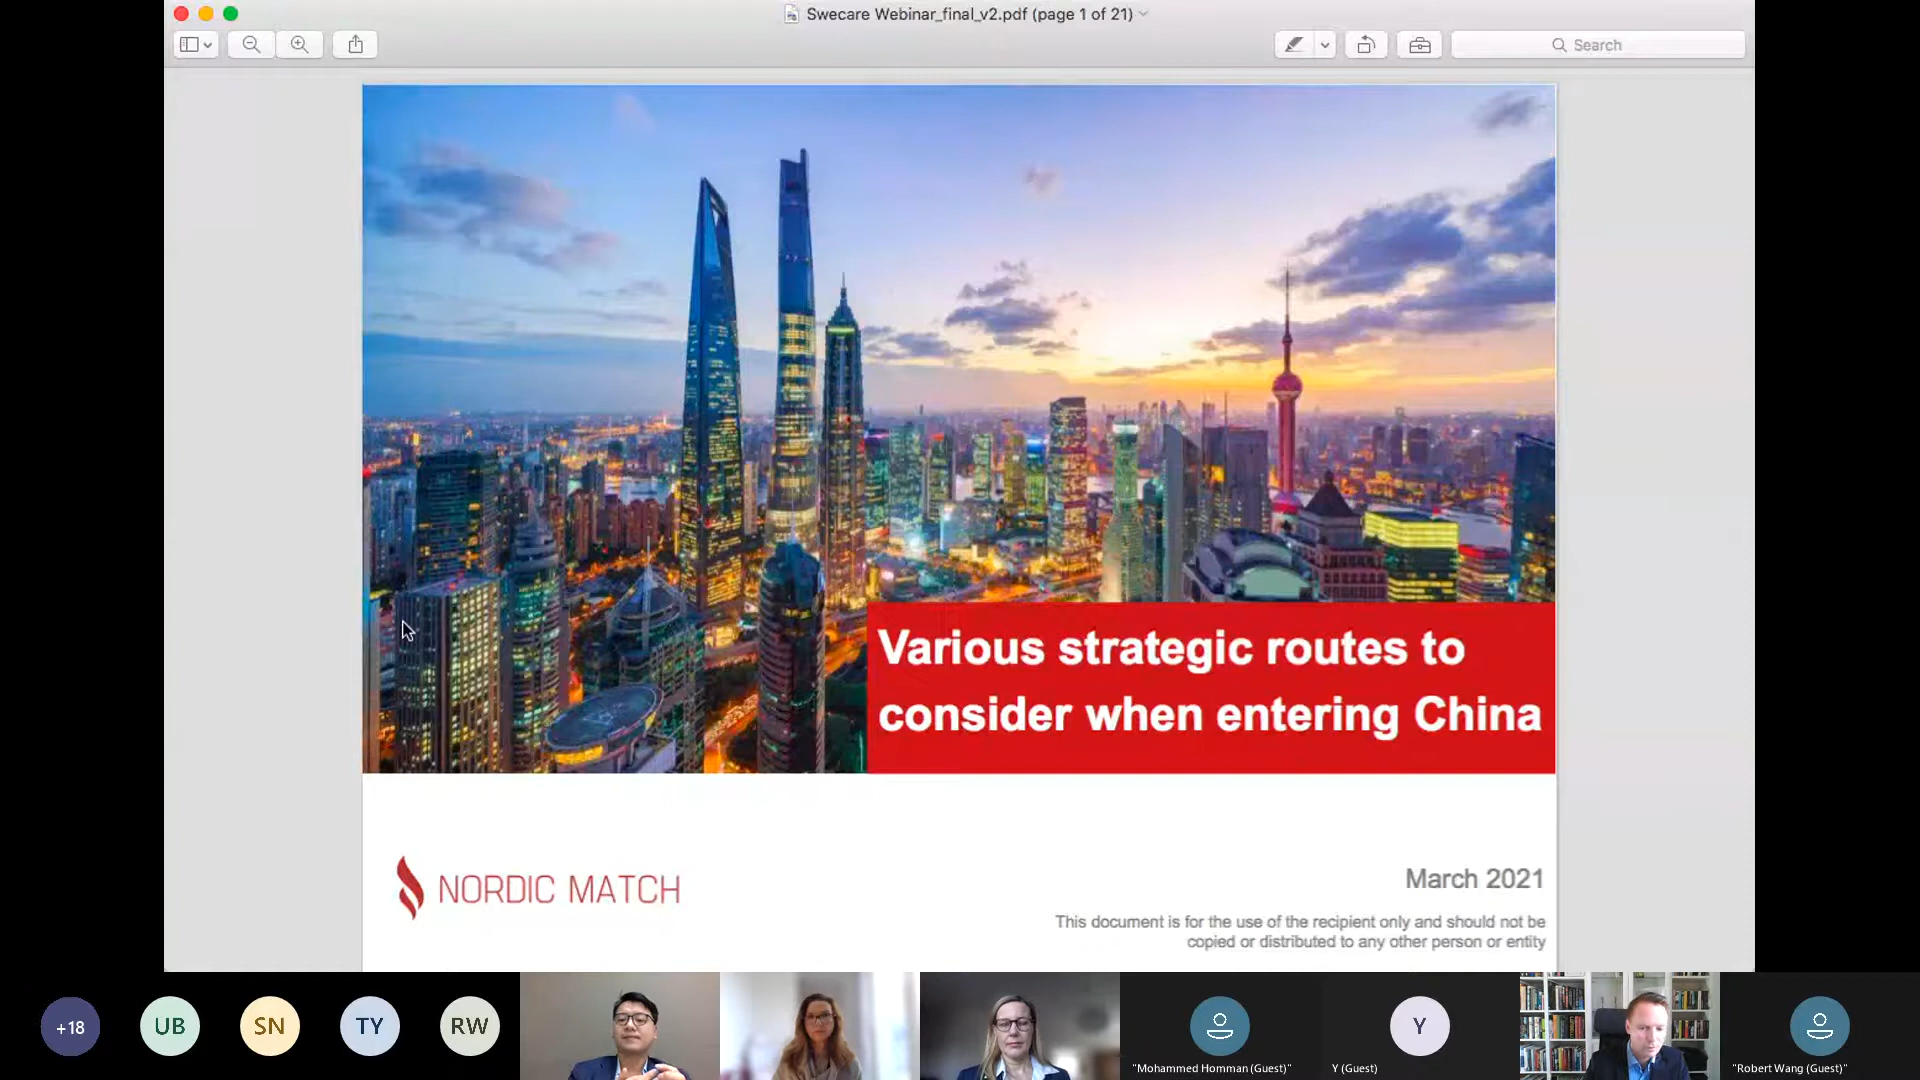 Swecare Webinar_final_v2.pdf (page 1 of 21)
Search
Various strategic routes to
consider when entering China
NORDIC MATCH
March 2021
This document is for the use of the recipient only and should not be
copied or distributed to any other person or entity
+18
UB
SN
TY
RW
Y
"Mohammed Homman (Guest)"
Y (Guest)
"Robert Wang (Guest)"